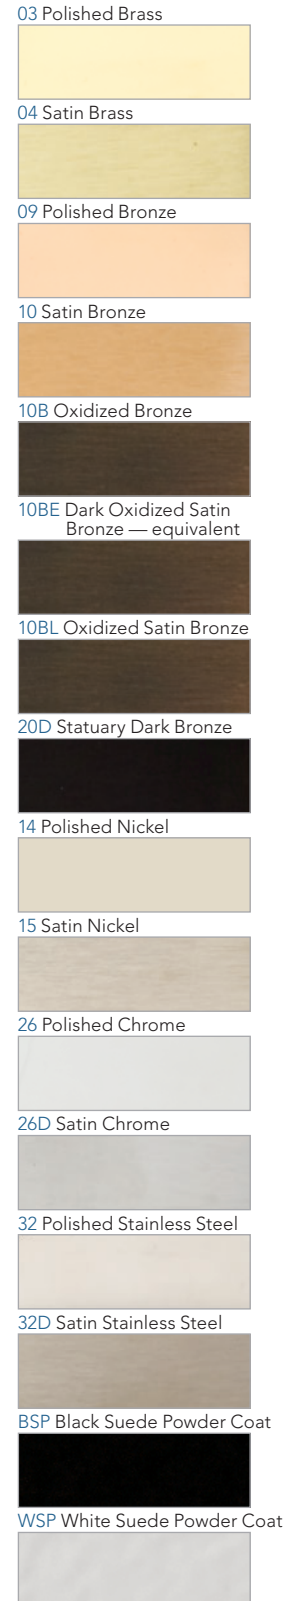 03 Polished Brass
04 Satin Brass
09 Polished Bronze
10 Satin Bronze
10B Oxidized Bronze
10BE Dark Oxidized Satin
Bronze — equivalent
10BL Oxidized Satin Bronze
20D Statuary Dark Bronze
14 Polished Nickel
15 Satin Nickel
26 Polished Chrome
26D Satin Chrome
32 Polished Stainless Steel
32D Satin Stainless Steel
BSP Black Suede Powder Coat
WSP White Suede Powder Coat